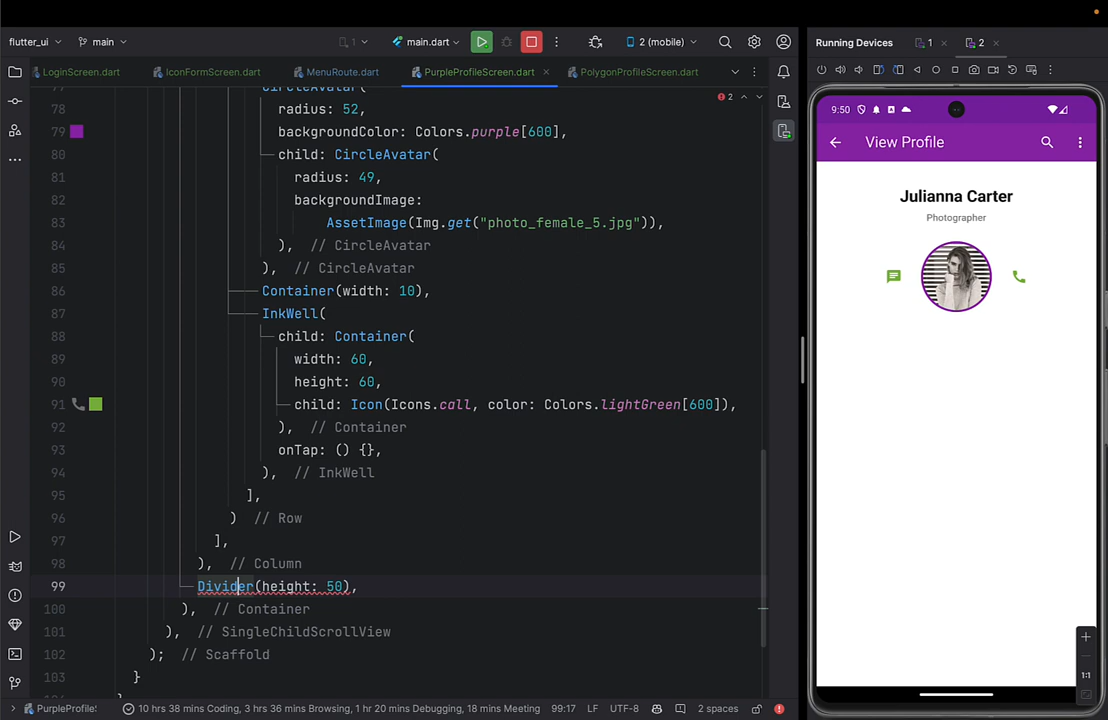 flutter_ui
main
1
main.dart
2 (mobile)
Running Devices
1
2
LoginScreen.dart
IconFormScreen.dart
MenuRoute.dart
PurpleProfileScreen.dart
PolygonProfileScreen.dart
2
CircleAvatar(
78 radius: 52,
79 backgroundColor: Colors.purple[600],
80 child: CircleAvatar(
81 radius: 49,
82 backgroundImage:
83 AssetImage(Img.get("photo_female_5.jpg")),
84 ), // CircleAvatar
85 ), // CircleAvatar
86 Container(width: 10),
87 InkWell(
88 child: Container(
89 width: 60,
90 height: 60,
91 child: Icon(Icons.call, color: Colors.lightGreen[600]),
92 ), // Container
93 onTap: () {},
94 ), // InkWell
95 ],
96 ) // Row
97 ],
98 ), // Column
99 Divider(height: 50),
100 ), // Container
101 ), // SingleChildScrollView
102 ); // Scaffold
103 }
9:50
View Profile
Julianna Carter
Photographer
1:1
PurpleProfileS
10 hrs 38 mins Coding, 3 hrs 36 mins Browsing, 1 hr 20 mins Debugging, 18 mins Meeting
99:17
LF
UTF-8
2 spaces